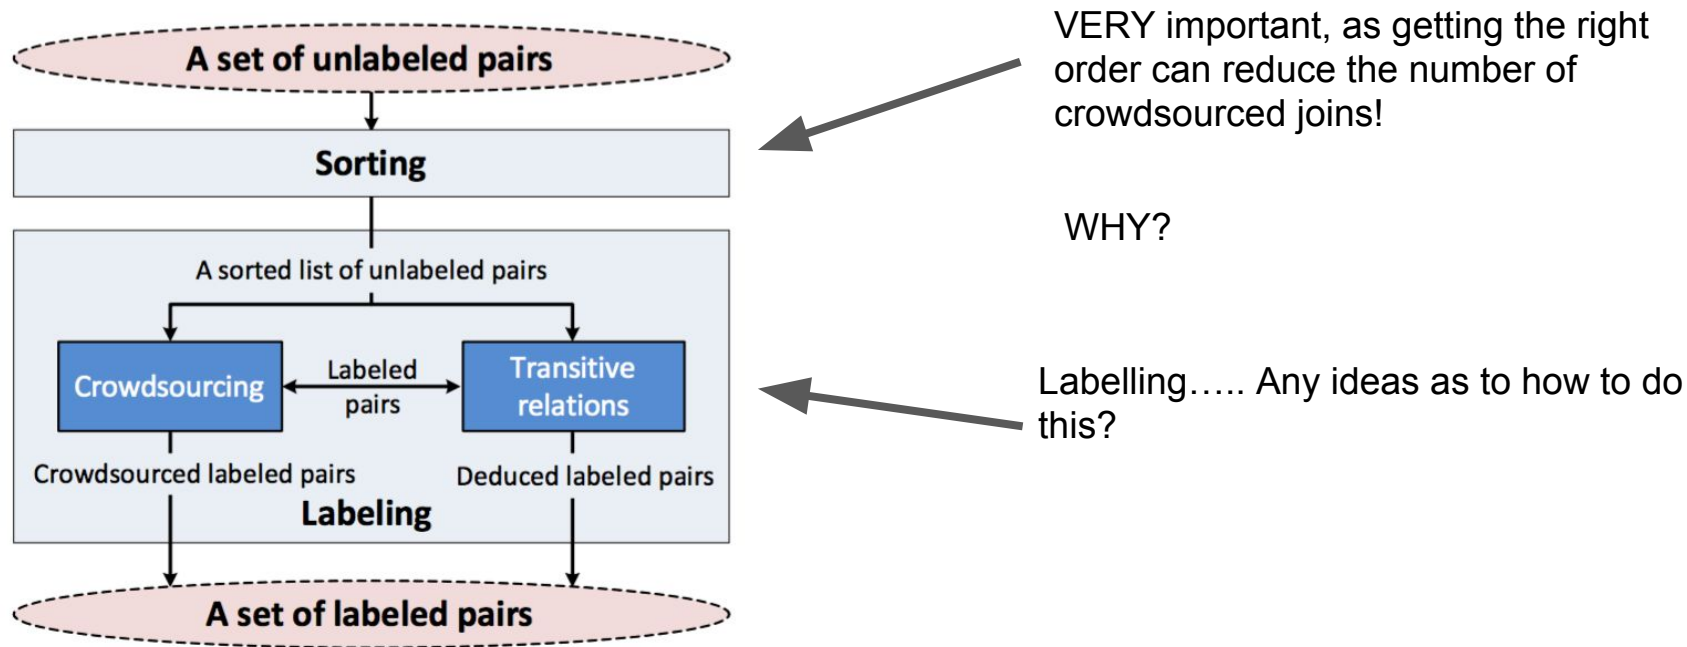 A set of unlabeled pairs
Sorting
A sorted list of unlabeled pairs
Crowdsourcing
Labeled
pairs
Transitive
relations
Crowdsourced labeled pairs
Deduced labeled pairs
Labeling
A set of labeled pairs
VERY important, as getting the right
order can reduce the number of
crowdsourced joins!
WHY?
Labelling..... Any ideas as to how to do
this?